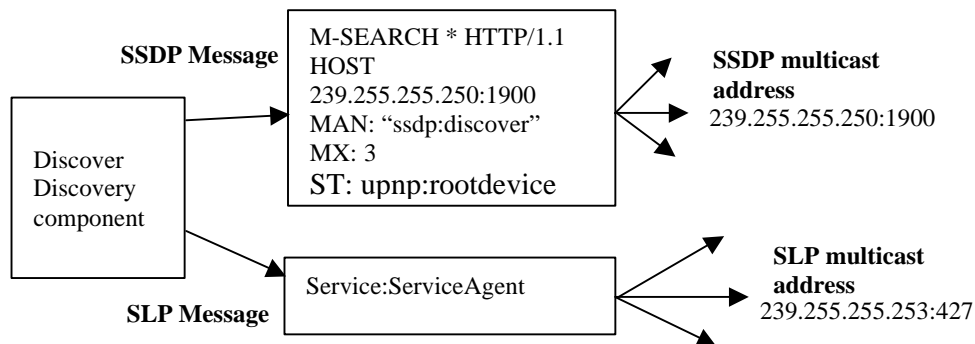 SSDP Message
M-SEARCH * HTTP/1.1
HOST
239.255.255.250:1900
MAN: “ssdp:discover”
MX: 3
ST: upnp:rootdevice
SSDP multicast
address
239.255.255.250:1900
Discover
Discovery
component
SLP Message
Service:ServiceAgent
SLP multicast
address
239.255.255.253:427